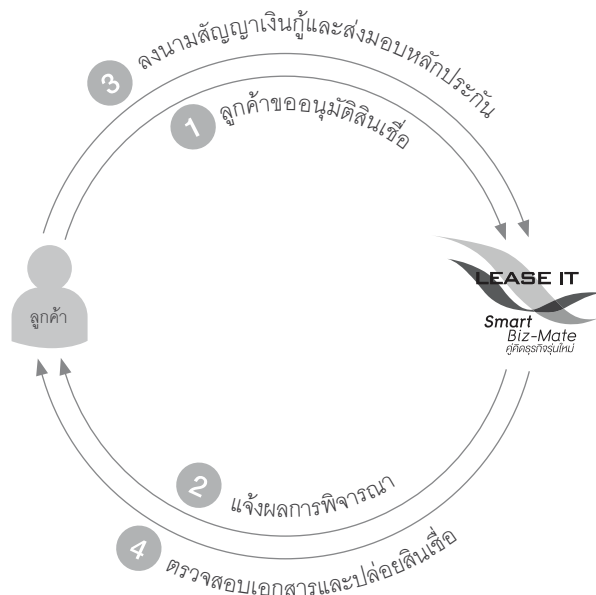 3 ลงนามสัญญาเงินกู้และส่งมอบหลักประกัน
1 ลูกค้าขออนุมัติสินเชื่อ
ลูกค้า
LEASE IT
Smart
Biz-Mate
คู่คิดธุรกิจรุ่นใหม่
2 แจ้งผลการพิจารณา
4 ตรวจสอบเอกสารและปล่อยสินเชื่อ